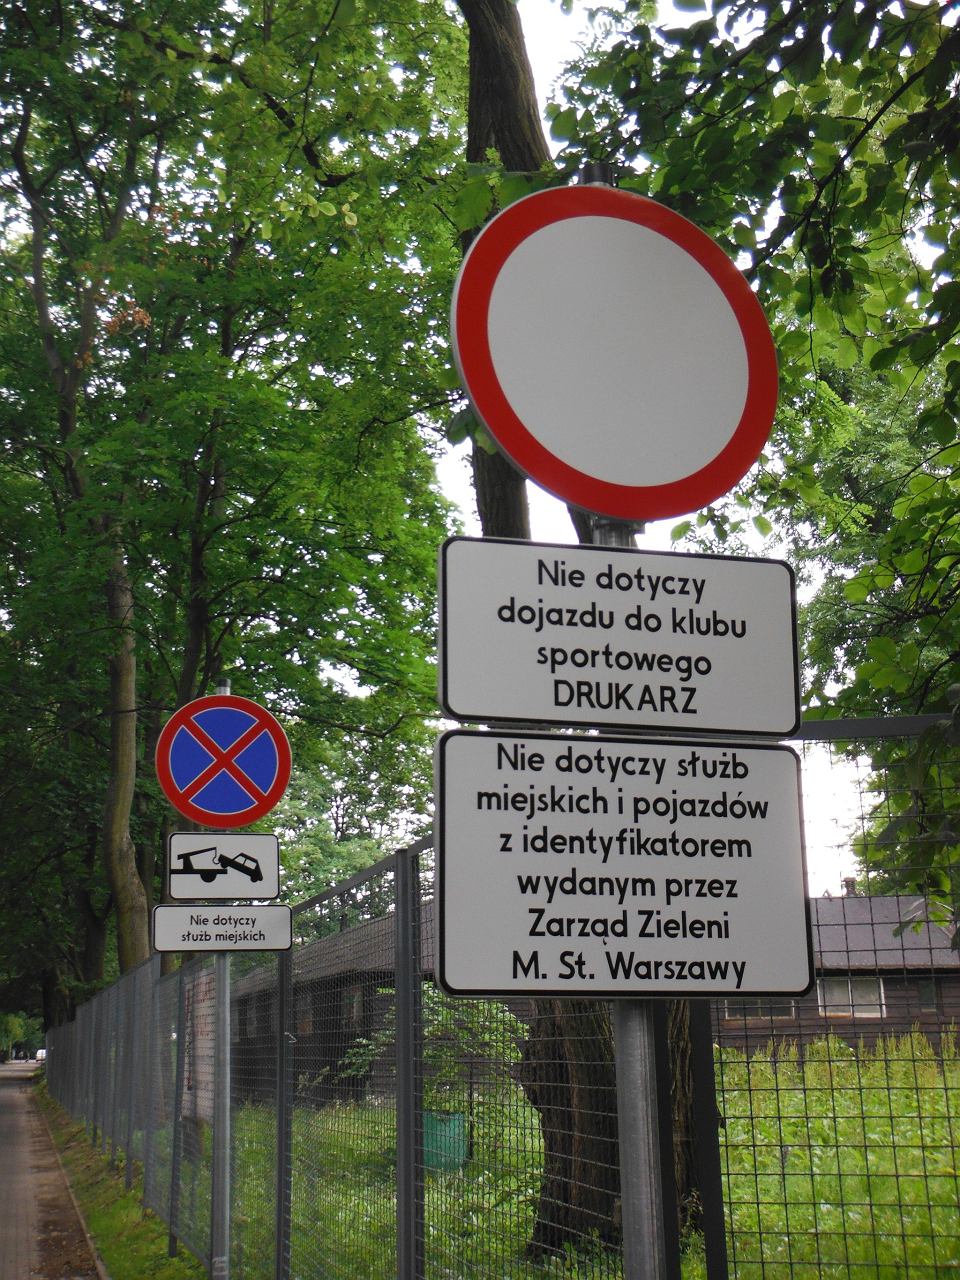 Nie dotyczy
dojazdu do klubu
sportowego
DRUKARZ
Nie dotyczy służb
miejskich i pojazdów
z identyfikatorem
wydanym przez
Zarząd Zieleni
M. St. Warszawy
Nie dotyczy
służb miejskich